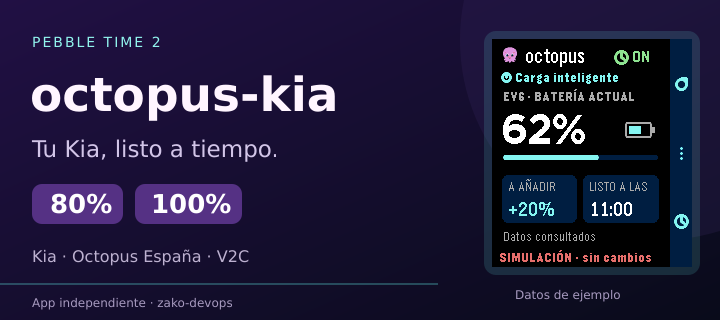 PEBBLE TIME 2
octopus-kia
Tu Kia, listo a tiempo.
80% 100%
Kia · Octopus España · V2C
App independiente · zako-devops
octopus ON
Carga inteligente
EV6 · BATERÍA ACTUAL
62%
A AÑADIR
+20%
LISTO A LAS
11:00
Datos consultados
SIMULACIÓN · sin cambios
Datos de ejemplo